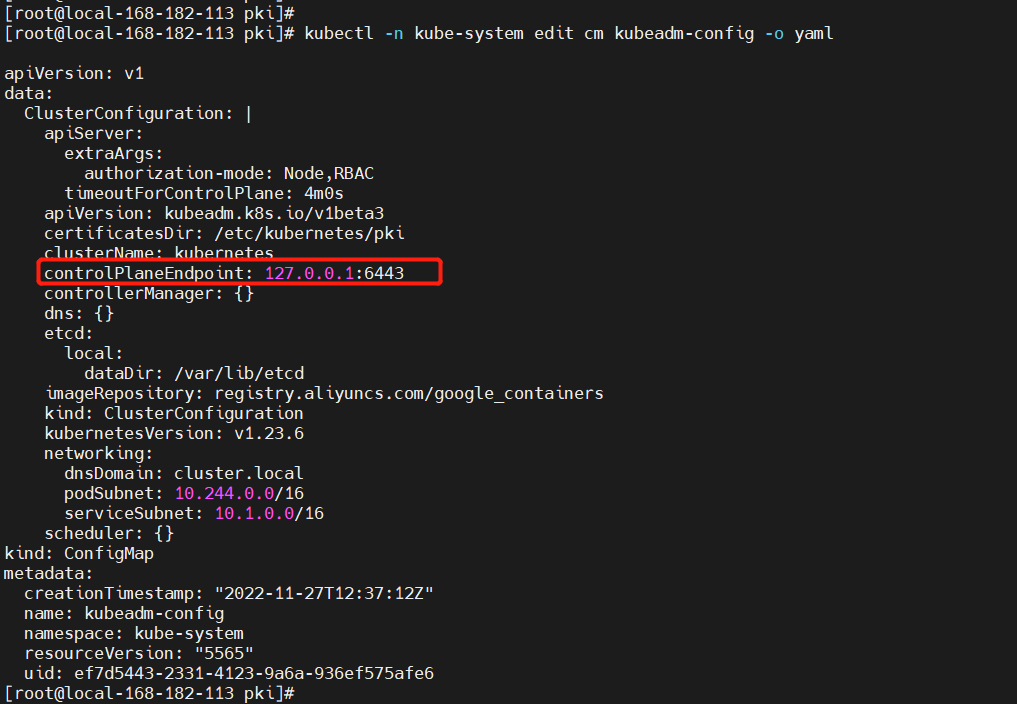 [root@local-168-182-113 pki]#
[root@local-168-182-113 pki]# kubectl -n kube-system edit cm kubeadm-config -o yaml
apiVersion: v1
data:
  ClusterConfiguration: |
    apiServer:
      extraArgs:
        authorization-mode: Node,RBAC
      timeoutForControlPlane: 4m0s
    apiVersion: kubeadm.k8s.io/v1beta3
    certificatesDir: /etc/kubernetes/pki
    clusterName: kubernetes
    controlPlaneEndpoint: 127.0.0.1:6443
    controllerManager: {}
    dns: {}
    etcd:
      local:
        dataDir: /var/lib/etcd
    imageRepository: registry.aliyuncs.com/google_containers
    kind: ClusterConfiguration
    kubernetesVersion: v1.23.6
    networking:
      dnsDomain: cluster.local
      podSubnet: 10.244.0.0/16
      serviceSubnet: 10.1.0.0/16
    scheduler: {}
kind: ConfigMap
metadata:
  creationTimestamp: "2022-11-27T12:37:12Z"
  name: kubeadm-config
  namespace: kube-system
  resourceVersion: "5565"
  uid: ef7d5443-2331-4123-9a6a-936ef575afe6
[root@local-168-182-113 pki]#